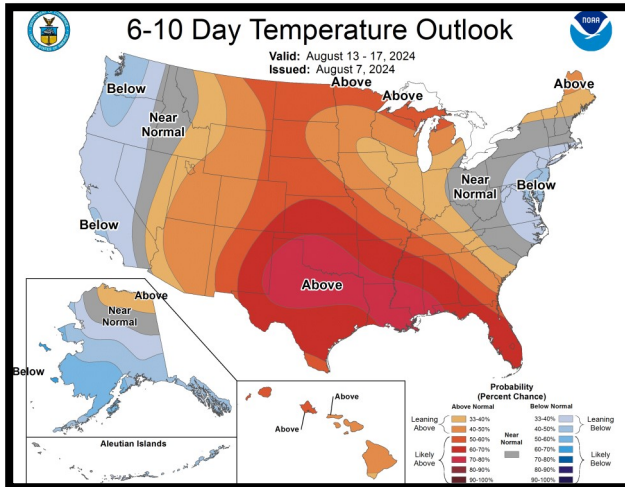 6-10 Day Temperature Outlook
NOAA
Valid: August 13 - 17, 2024
Issued: August 7, 2024
Below
Near
Normal
Above
Above
Above
Near
Normal
Below
Below
Above
Above
Near
Normal
Below
Aleutian Islands
Above
Above
Probability
(Percent Chance)
Above Normal
Below Normal
Leaning
Above
33-40%
40-50%
Likely
Above
50-60%
60-70%
70-80%
80-90%
90-100%
Near
Normal
33-40%
40-50%
Leaning
Below
50-60%
60-70%
70-80%
80-90%
90-100%
Likely
Below